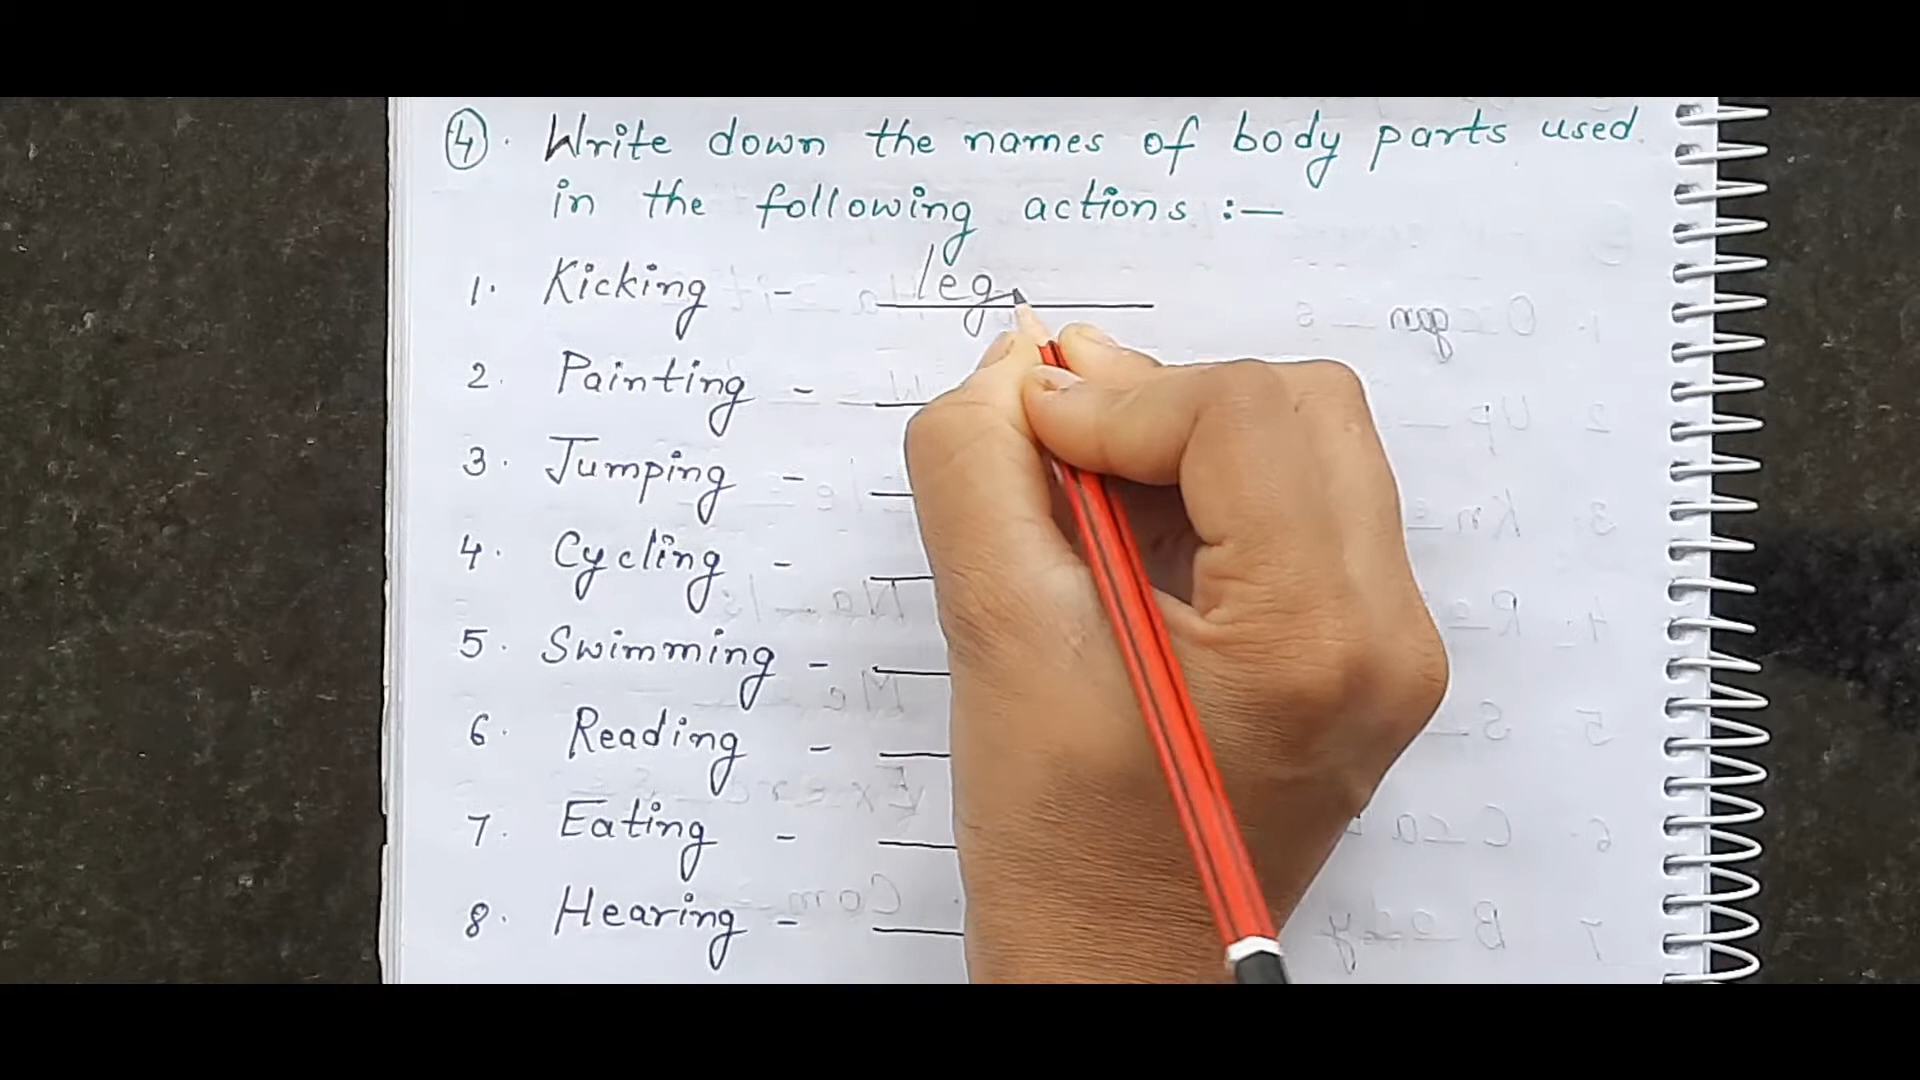 4. Write down the names of body parts used
in the following actions :—
1. Kicking - leg
2. Painting -
3. Jumping -
4. Cycling -
5. Swimming -
6. Reading -
7. Eating -
8. Hearing -